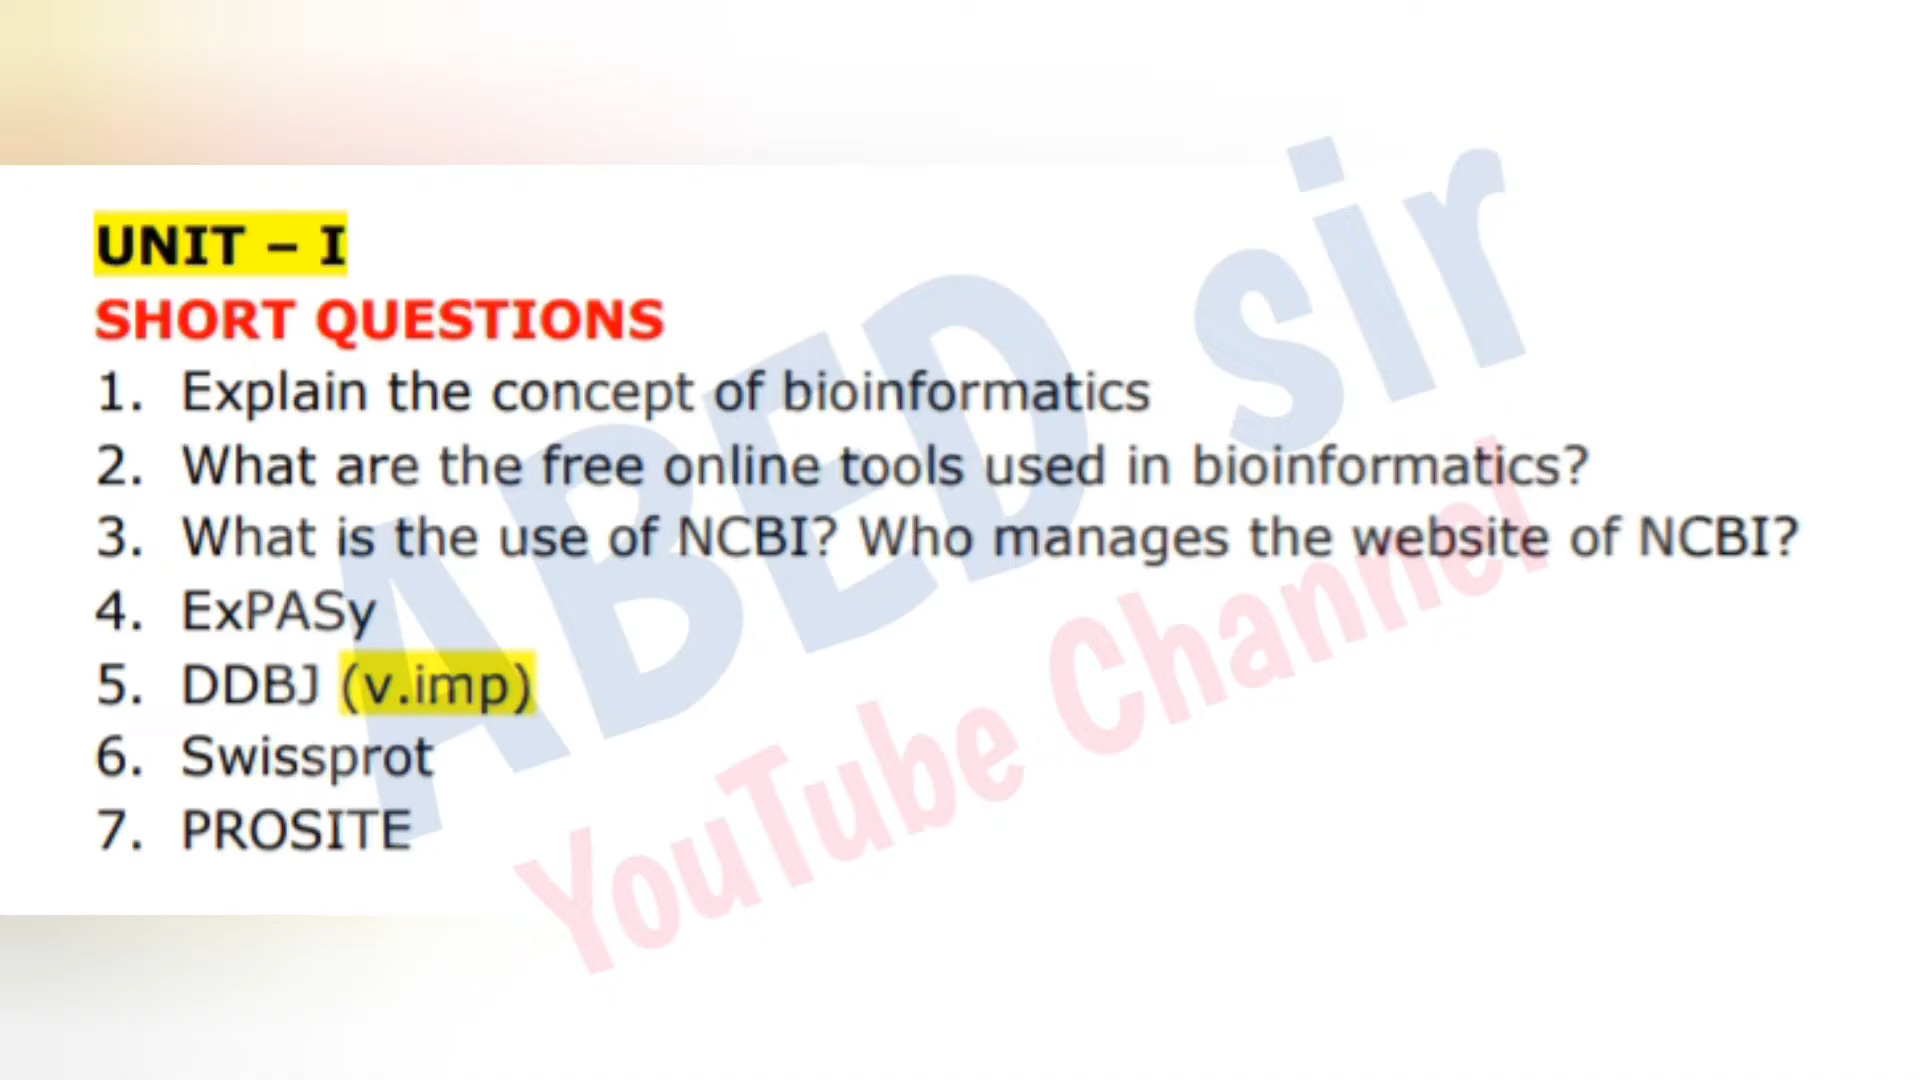 UNIT – I
SHORT QUESTIONS
1. Explain the concept of bioinformatics
2. What are the free online tools used in bioinformatics?
3. What is the use of NCBI? Who manages the website of NCBI?
4. ExPASy
5. DDBJ (v.imp)
6. Swissprot
7. PROSITE
ABED sir
YouTube Channel